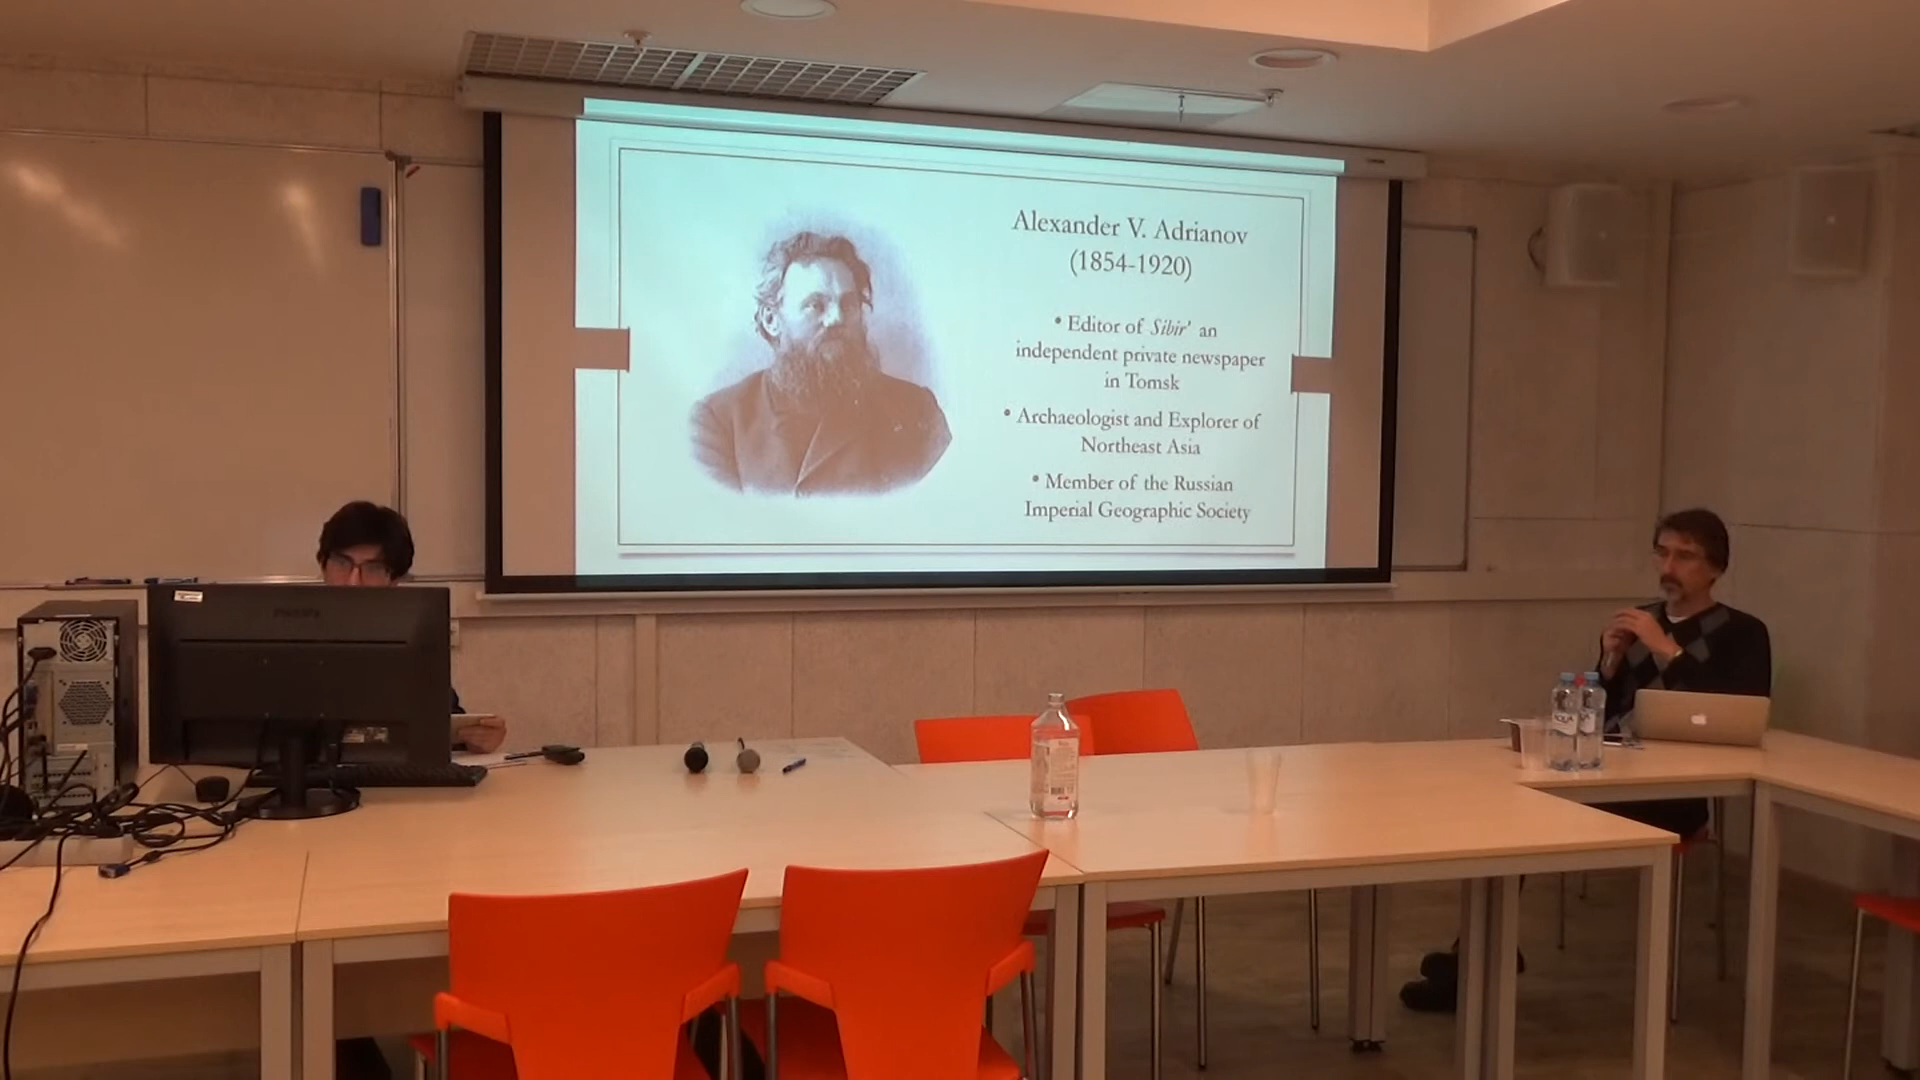 Alexander V. Adrianov
(1854-1920)
• Editor of Sibir' an
independent private newspaper
in Tomsk
• Archaeologist and Explorer of
Northeast Asia
• Member of the Russian
Imperial Geographic Society